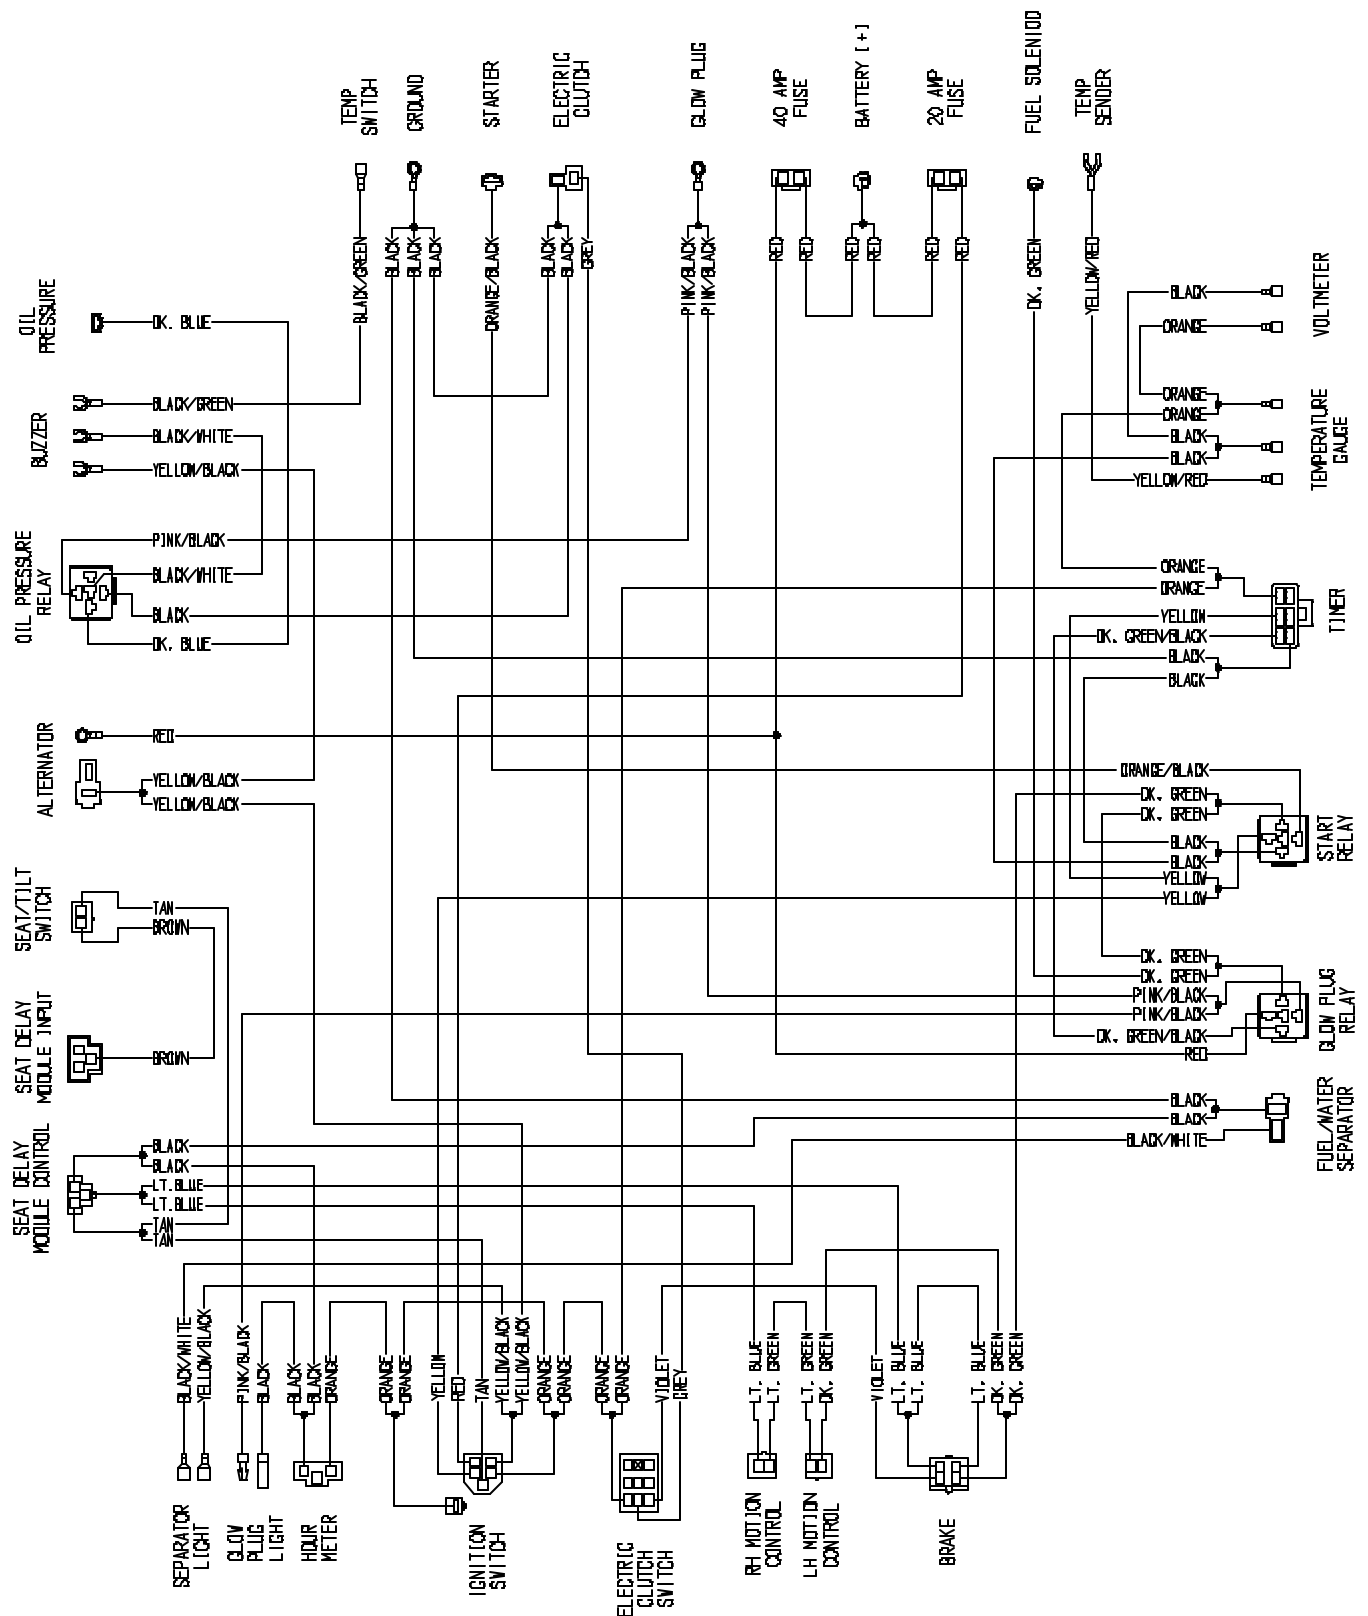 TEMP
SWITCH
GROUND
STARTER
ELECTRIC
CLUTCH
GLOW PLUG
40 AMP
FUSE
BATTERY [+]
20 AMP
FUSE
FUEL SOLENIOD
TEMP
SENDER
BLACK/GREEN
BLACK
BLACK
BLACK
ORANGE/BLACK
BLACK
BLACK
GREY
PINK/BLACK
PINK/BLACK
RED
RED
RED
RED
RED
RED
DK. GREEN
YELLOW/RED
OIL
PRESSURE
DK. BLUE
BUZZER
BLACK/GREEN
BLACK/WHITE
YELLOW/BLACK
OIL PRESSURE
RELAY
PINK/BLACK
BLACK/WHITE
BLACK
DK. BLUE
ALTERNATOR
RED
YELLOW/BLACK
YELLOW/BLACK
SEAT/TILT
SWITCH
TAN
BROWN
SEAT DELAY
MODULE INPUT
BROWN
SEAT DELAY
MODULE CONTROL
BLACK
BLACK
LT.BLUE
LT.BLUE
TAN
TAN
BLACK
ORANGE
VOLTMETER
ORANGE
ORANGE
BLACK
BLACK
YELLOW/RED
TEMPERATURE
GAUGE
ORANGE
ORANGE
YELLOW
DK. GREEN/BLACK
BLACK
BLACK
TIMER
ORANGE/BLACK
DK. GREEN
DK. GREEN
BLACK
BLACK
YELLOW
YELLOW
START
RELAY
DK. GREEN
DK. GREEN
PINK/BLACK
PINK/BLACK
DK. GREEN/BLACK
RED
GLOW PLUG
RELAY
BLACK
BLACK
BLACK/WHITE
FUEL/WATER
SEPARATOR
BLACK/WHITE
YELLOW/BLACK
PINK/BLACK
BLACK
BLACK
BLACK
ORANGE
ORANGE
ORANGE
YELLOW
RED
TAN
YELLOW/BLACK
YELLOW/BLACK
ORANGE
ORANGE
ORANGE
ORANGE
VIOLET
GREY
LT. BLUE
LT. GREEN
LT. GREEN
DK. GREEN
VIOLET
LT. BLUE
LT. BLUE
LT. BLUE
DK. GREEN
DK. GREEN
SEPARATOR
LIGHT
GLOV
PLUG
LIGHT
HOUR
METER
IGNITION
SWITCH
ELECTRIC
CLUTCH
SWITCH
RH MOTION
CONTROL
LH MOTION
CONTROL
BRAKE